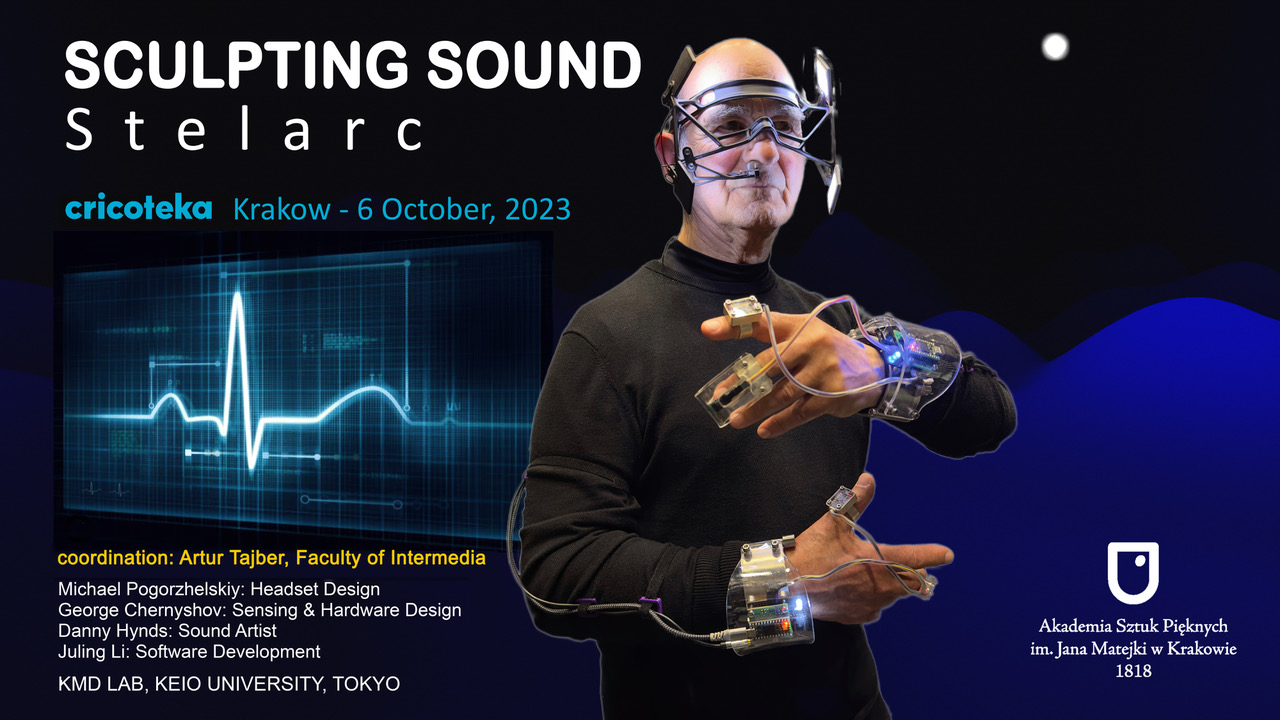 SCULPTING SOUND
Stelarc
cricoteka Krakow - 6 October, 2023
coordination: Artur Tajber, Faculty of Intermedia
Michael Pogorzhelskiy: Headset Design
George Chernyshov: Sensing & Hardware Design
Danny Hynds: Sound Artist
Juling Li: Software Development
KMD LAB, KEIO UNIVERSITY, TOKYO
Akademia Sztuk Pięknych
im. Jana Matejki w Krakowie
1818